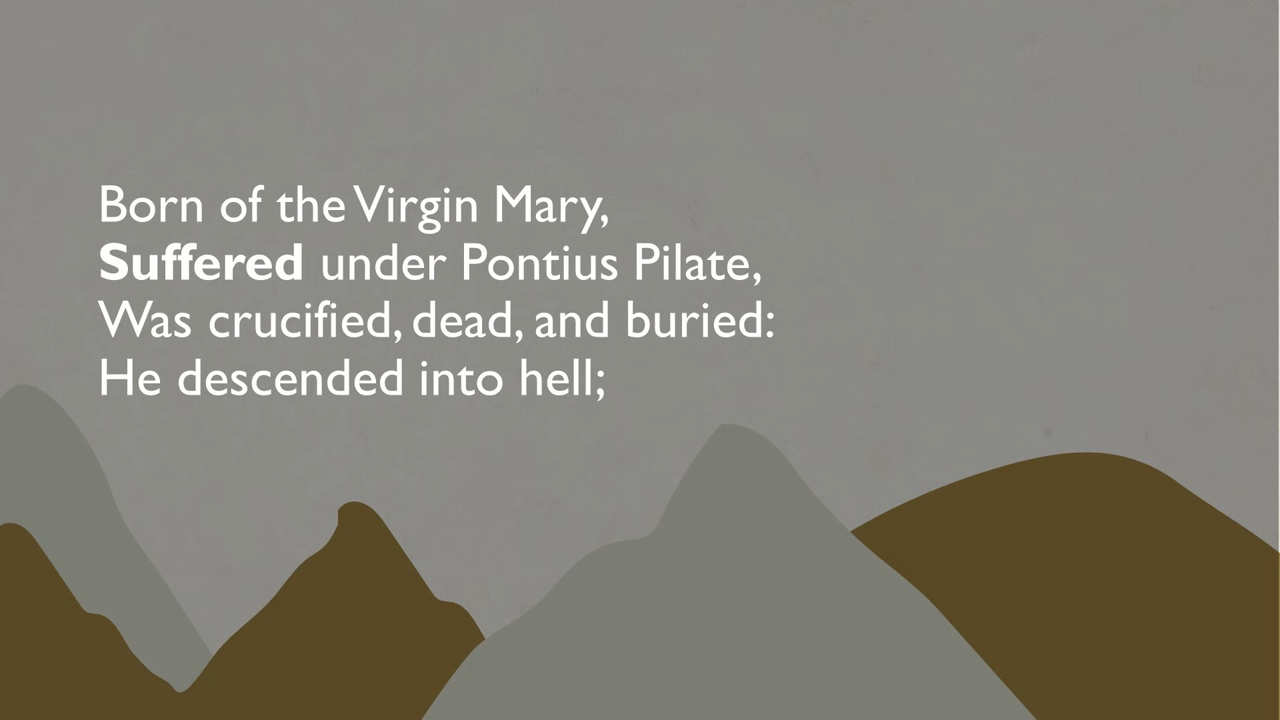 Born of the Virgin Mary,
Suffered under Pontius Pilate,
Was crucified, dead, and buried:
He descended into hell;